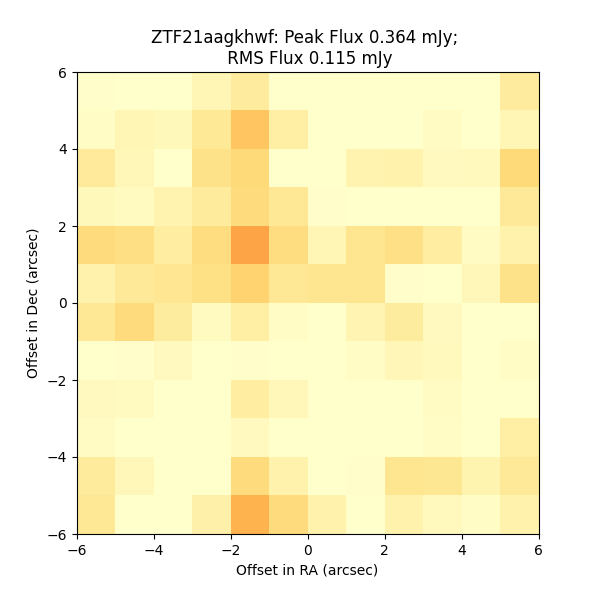 ZTF21aagkhwf: Peak Flux 0.364 mJy;
RMS Flux 0.115 mJy
6
4
2
0
−2
−4
−6
Offset in Dec (arcsec)
−6 −4 −2 0 2 4 6
Offset in RA (arcsec)